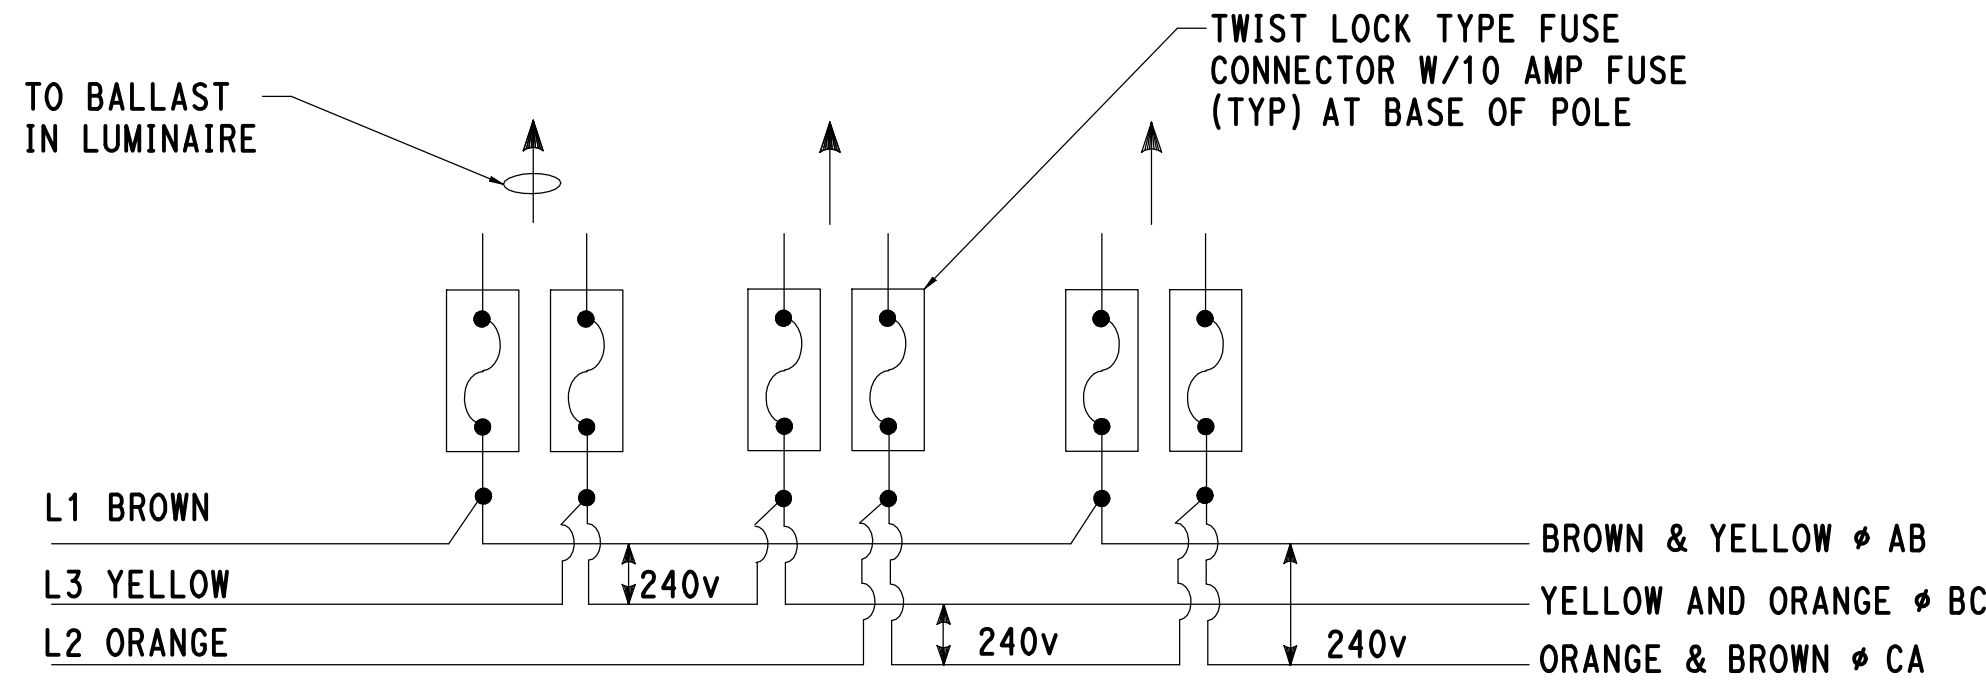 TWIST LOCK TYPE FUSE
CONNECTOR W/10 AMP FUSE
(TYP) AT BASE OF POLE
TO BALLAST
IN LUMINAIRE
L1 BROWN
BROWN & YELLOW ø AB
L3 YELLOW
240v
YELLOW AND ORANGE ø BC
L2 ORANGE
240v
240v
ORANGE & BROWN ø CA